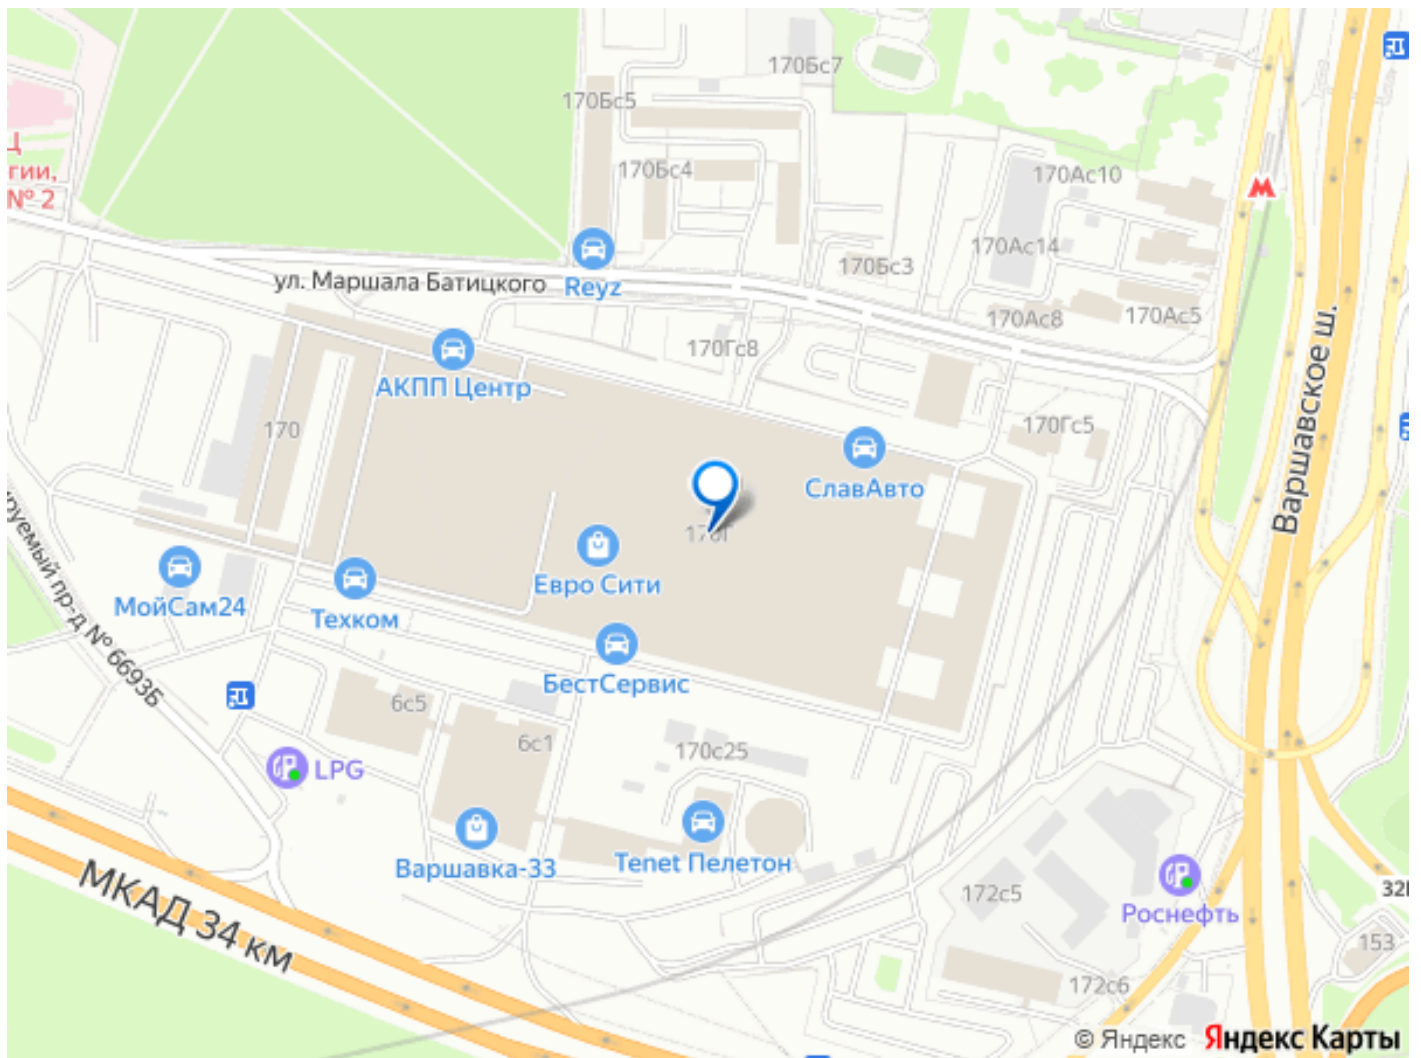 170Бс7
170Бс5
Ц
гии,
№ 2
170Бс4
170Ас10
170Ас14
170Бс3
ул. Маршала Батицкого
Reyz
170Ас8
170Ас5
170Гс8
АКПП Центр
Варшавское ш.
170
170Гс5
СлавАвто
170Г
Евро Сити
МойСам24
Техком
руемый пр-д № 6693Б
БестСервис
6с5
6с1
170с25
LPG
Варшавка-33
Tenet Пелетон
МКАД 34 км
172с5
Роснефть
153
172с6
© Яндекс Яндекс Карты